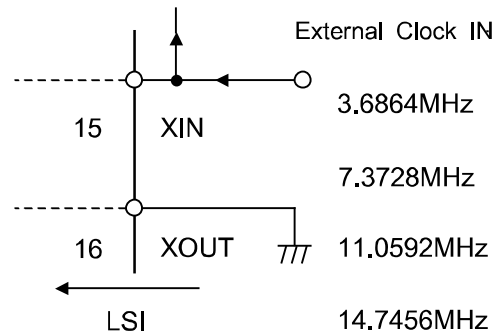 External Clock IN
3.6864MHz
15 XIN
7.3728MHz
16 XOUT 11.0592MHz
LSI 14.7456MHz